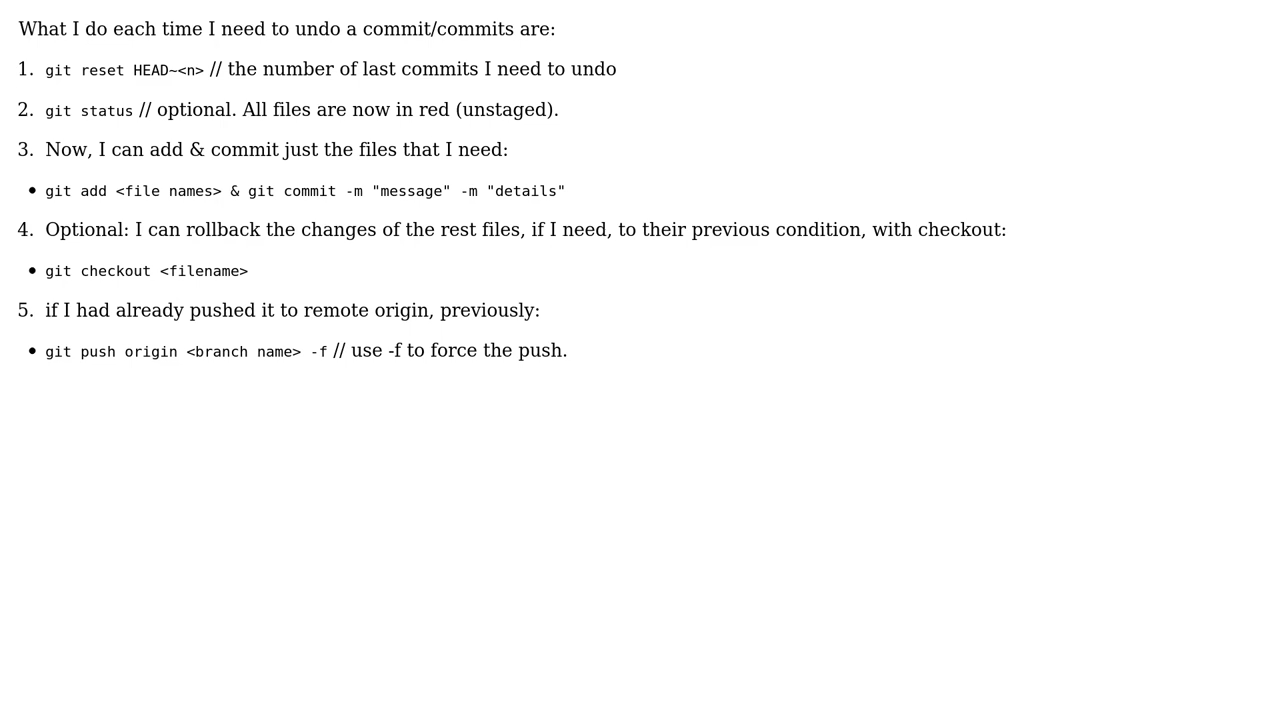 What I do each time I need to undo a commit/commits are:
1. git reset HEAD~<n> // the number of last commits I need to undo
2. git status // optional. All files are now in red (unstaged).
3. Now, I can add & commit just the files that I need:
• git add <file names> & git commit -m "message" -m "details"
4. Optional: I can rollback the changes of the rest files, if I need, to their previous condition, with checkout:
• git checkout <filename>
5. if I had already pushed it to remote origin, previously:
• git push origin <branch name> -f // use -f to force the push.